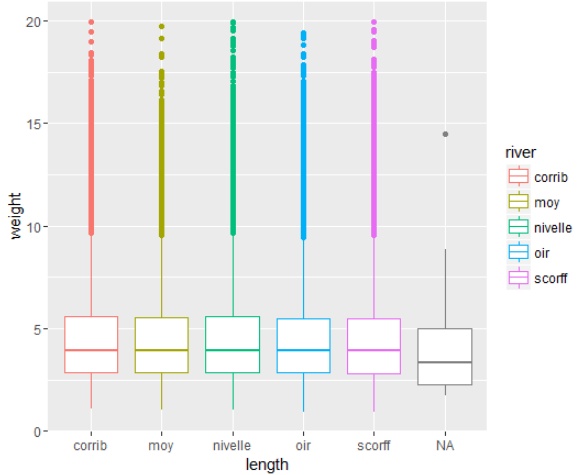 20
15
10
5
0
weight
corrib moy nivelle oir scorff NA
length
river
corrib
moy
nivelle
oir
scorff